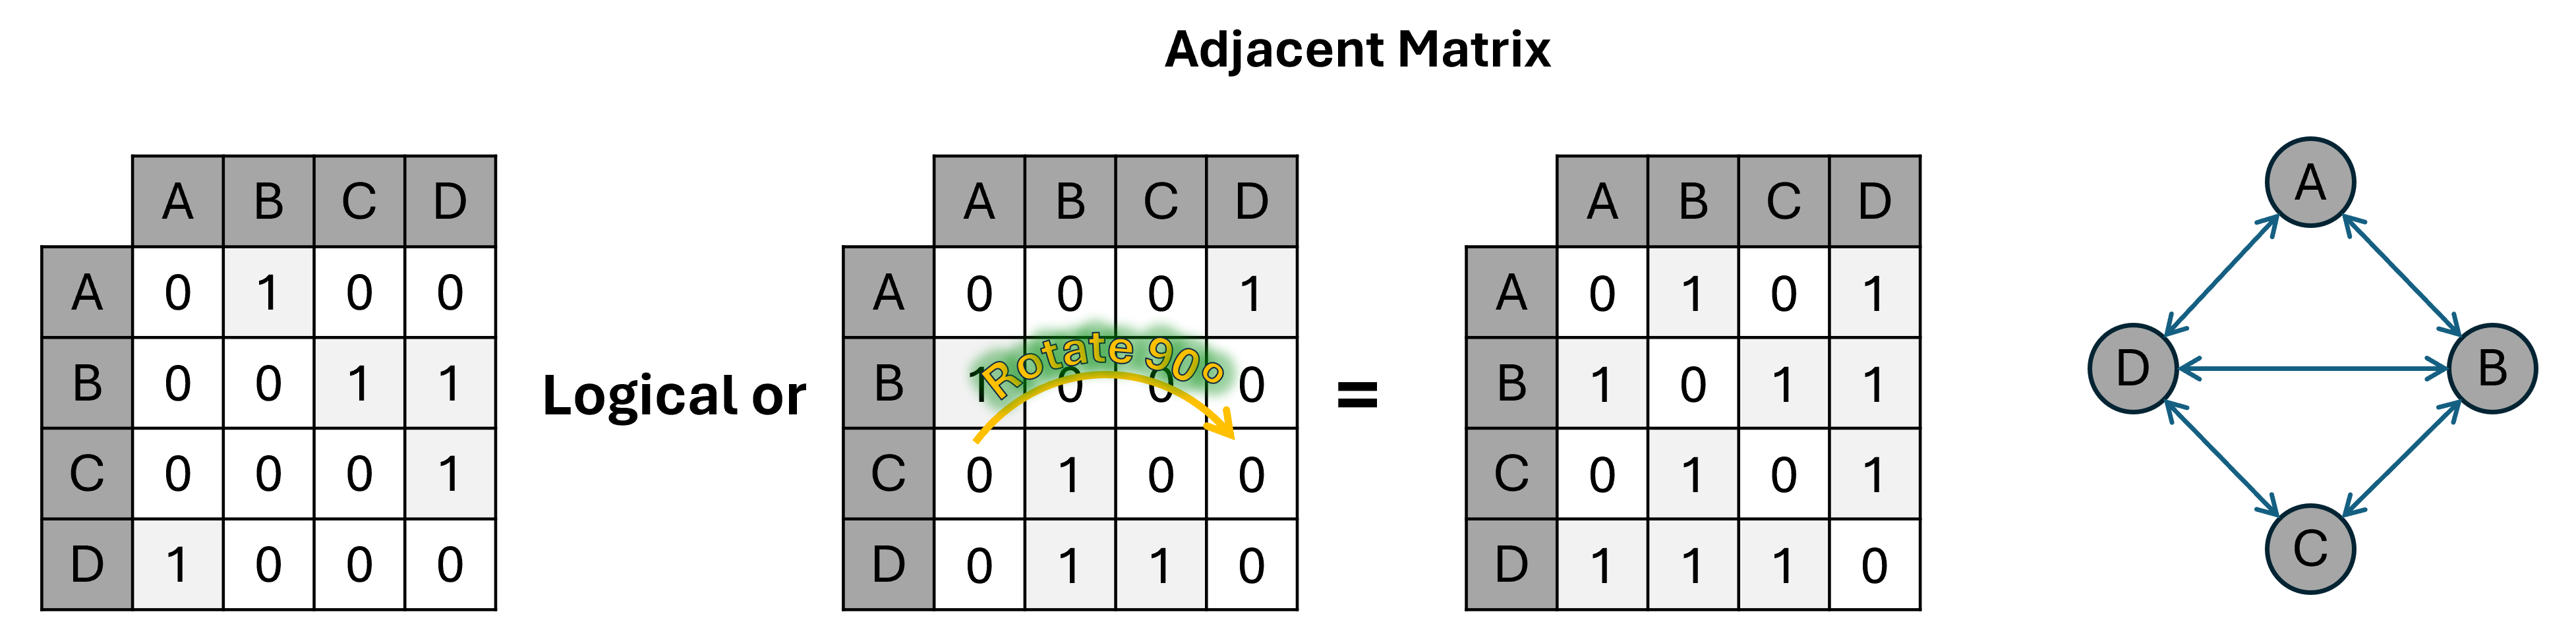 Adjacent Matrix
A B C D
A 0 1 0 0
B 0 0 1 1
C 0 0 0 1
D 1 0 0 0
Logical or
A B C D
A 0 0 0 1
B 1 0 0 0
C 0 1 0 0
D 0 1 1 0
Rotate 90°
=
A B C D
A 0 1 0 1
B 1 0 1 1
C 0 1 0 1
D 1 1 1 0
A
D B
C